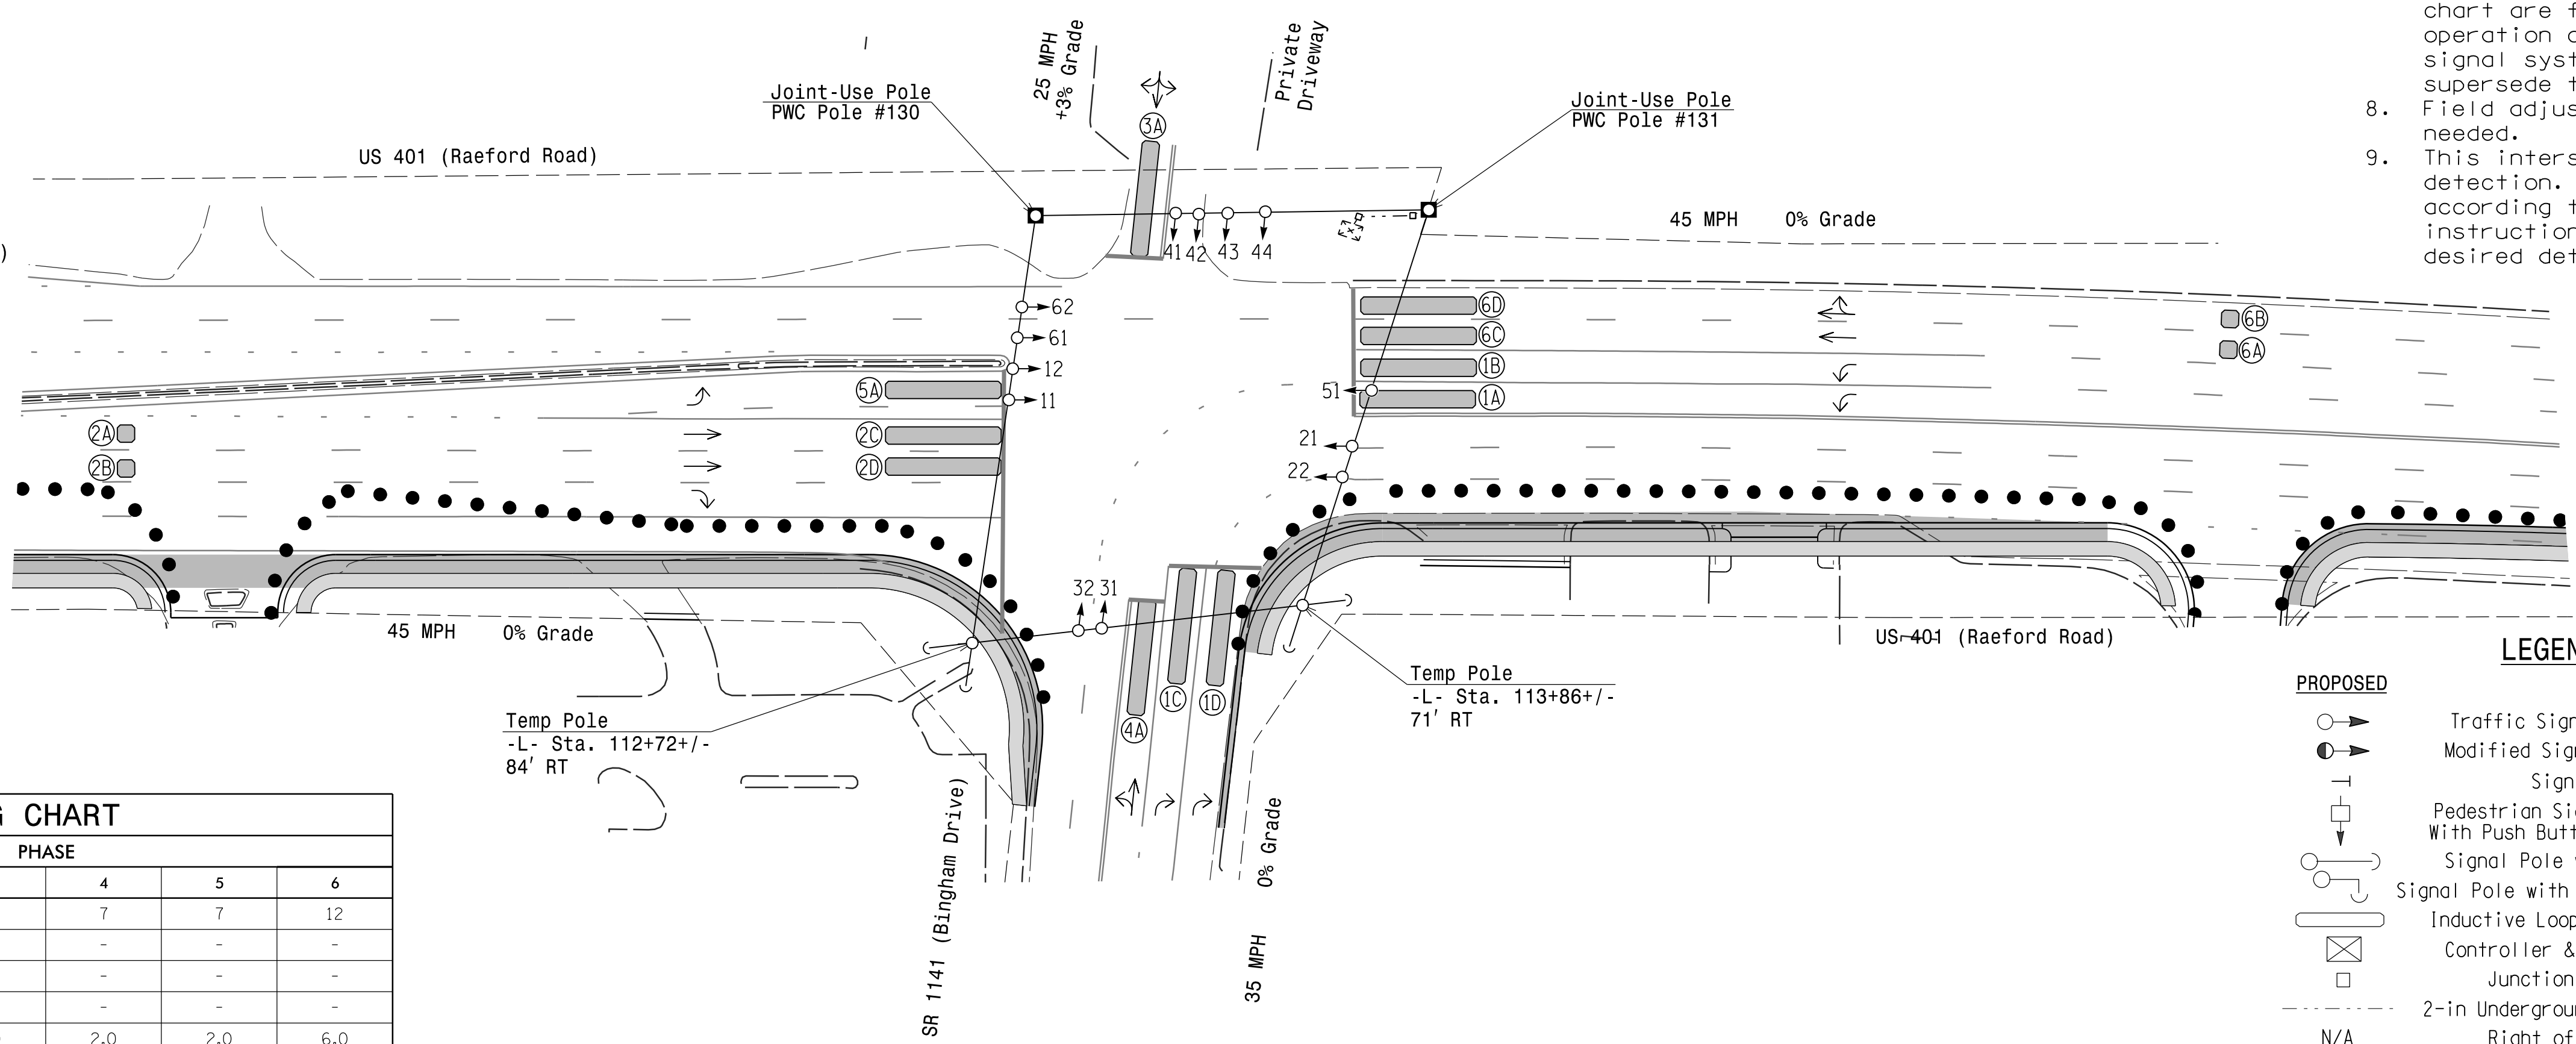 chart are f
operation
signal syst
supersede t
8. Field adjus
needed.
9. This inters
detection.
according t
instruction
desired det
)
25 MPH
+3% Grade
Private
Driveway
Joint-Use Pole
PWC Pole #130
Joint-Use Pole
PWC Pole #131
3A
US 401 (Raeford Road)
45 MPH 0% Grade
41
42
43
44
62
61
12
11
6D
6C
1B
1A
6B
6A
5A
2C
2D
2A
2B
51
21
22
32
31
45 MPH 0% Grade
US 401 (Raeford Road)
Temp Pole
-L- Sta. 112+72+/-
84' RT
Temp Pole
-L- Sta. 113+86+/-
71' RT
4A
1C
1D
SR 1141 (Bingham Drive)
35 MPH 0% Grade
G CHART
PHASE
4 5 6
7 7 12
- - -
- - -
- - -
2.0 2.0 6.0
LEGEN
PROPOSED
Traffic Sign
Modified Sign
Sign
Pedestrian Sig
With Push Butt
Signal Pole
Signal Pole with
Inductive Loop
Controller &
Junction
2-in Undergrou
N/A Right of